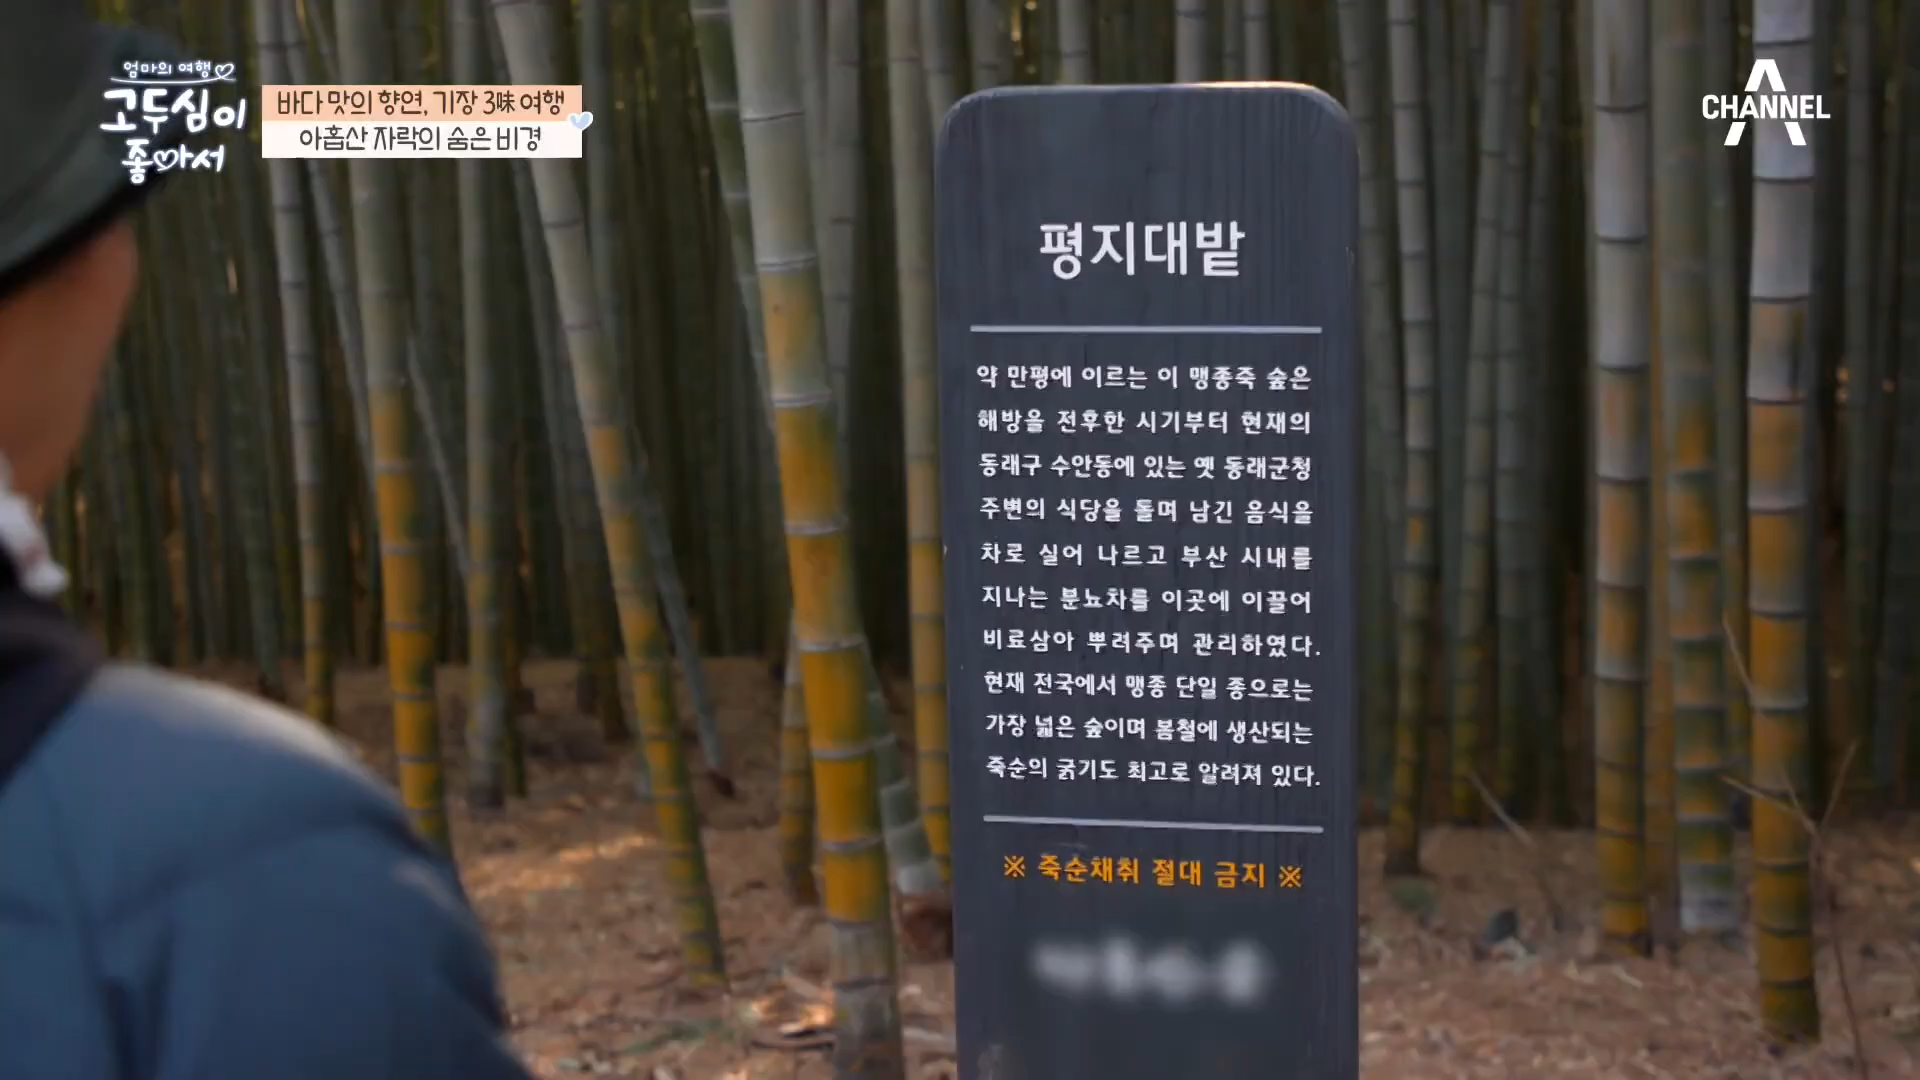 엄마의 여행
고두심이
좋아서
바다 맛의 향연, 기장 3味 여행
아홉산 자락의 숨은 비경
CHANNEL A
평지대밭
약 만평에 이르는 이 맹종죽 숲은
해방을 전후한 시기부터 현재의
동래구 수안동에 있는 옛 동래군청
주변의 식당을 돌며 남긴 음식을
차로 실어 나르고 부산 시내를
지나는 분뇨차를 이곳에 이끌어
비료삼아 뿌려주며 관리하였다.
현재 전국에서 맹종 단일 종으로는
가장 넓은 숲이며 봄철에 생산되는
죽순의 굵기도 최고로 알려져 있다.
※ 죽순채취 절대 금지 ※